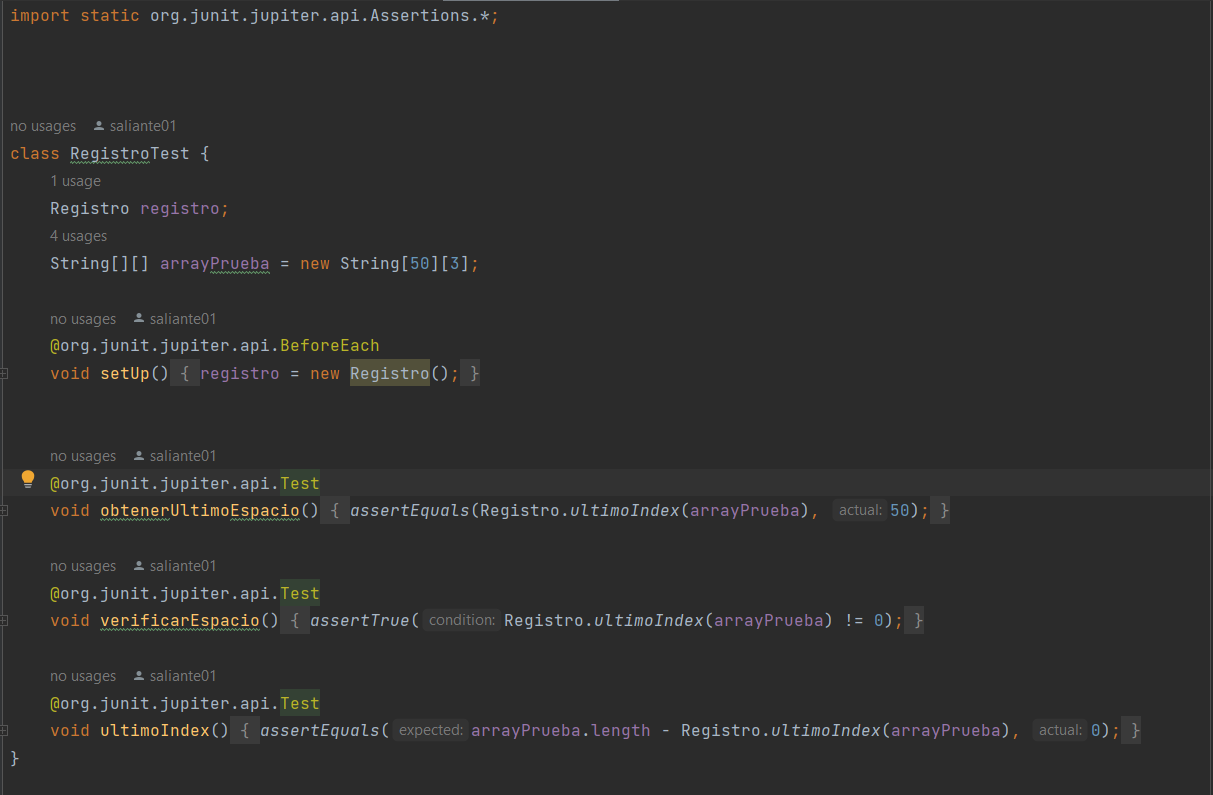 import static org.junit.jupiter.api.Assertions.*;
no usages saliante01
class RegistroTest {
1 usage
Registro registro;
4 usages
String[][] arrayPrueba = new String[50][3];
no usages saliante01
@org.junit.jupiter.api.BeforeEach
void setUp() { registro = new Registro(); }
no usages saliante01
@org.junit.jupiter.api.Test
void obtenerUltimoEspacio() { assertEquals(Registro.ultimoIndex(arrayPrueba), actual: 50); }
no usages saliante01
@org.junit.jupiter.api.Test
void verificarEspacio() { assertTrue( condition: Registro.ultimoIndex(arrayPrueba) != 0); }
no usages saliante01
@org.junit.jupiter.api.Test
void ultimoIndex() { assertEquals( expected: arrayPrueba.length - Registro.ultimoIndex(arrayPrueba), actual: 0); }
}